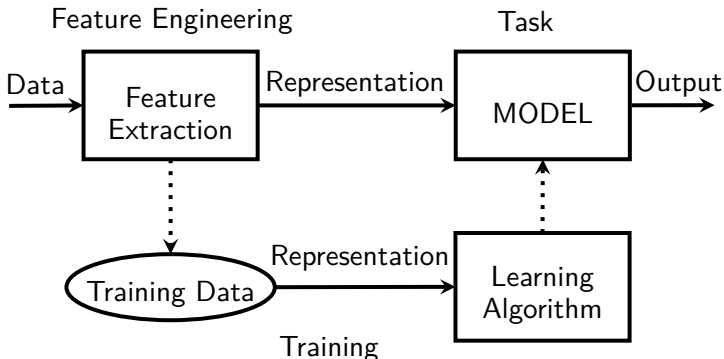 Feature Engineering
Task
Data
Feature
Extraction
Representation
MODEL
Output
Training Data
Representation
Learning
Algorithm
Training